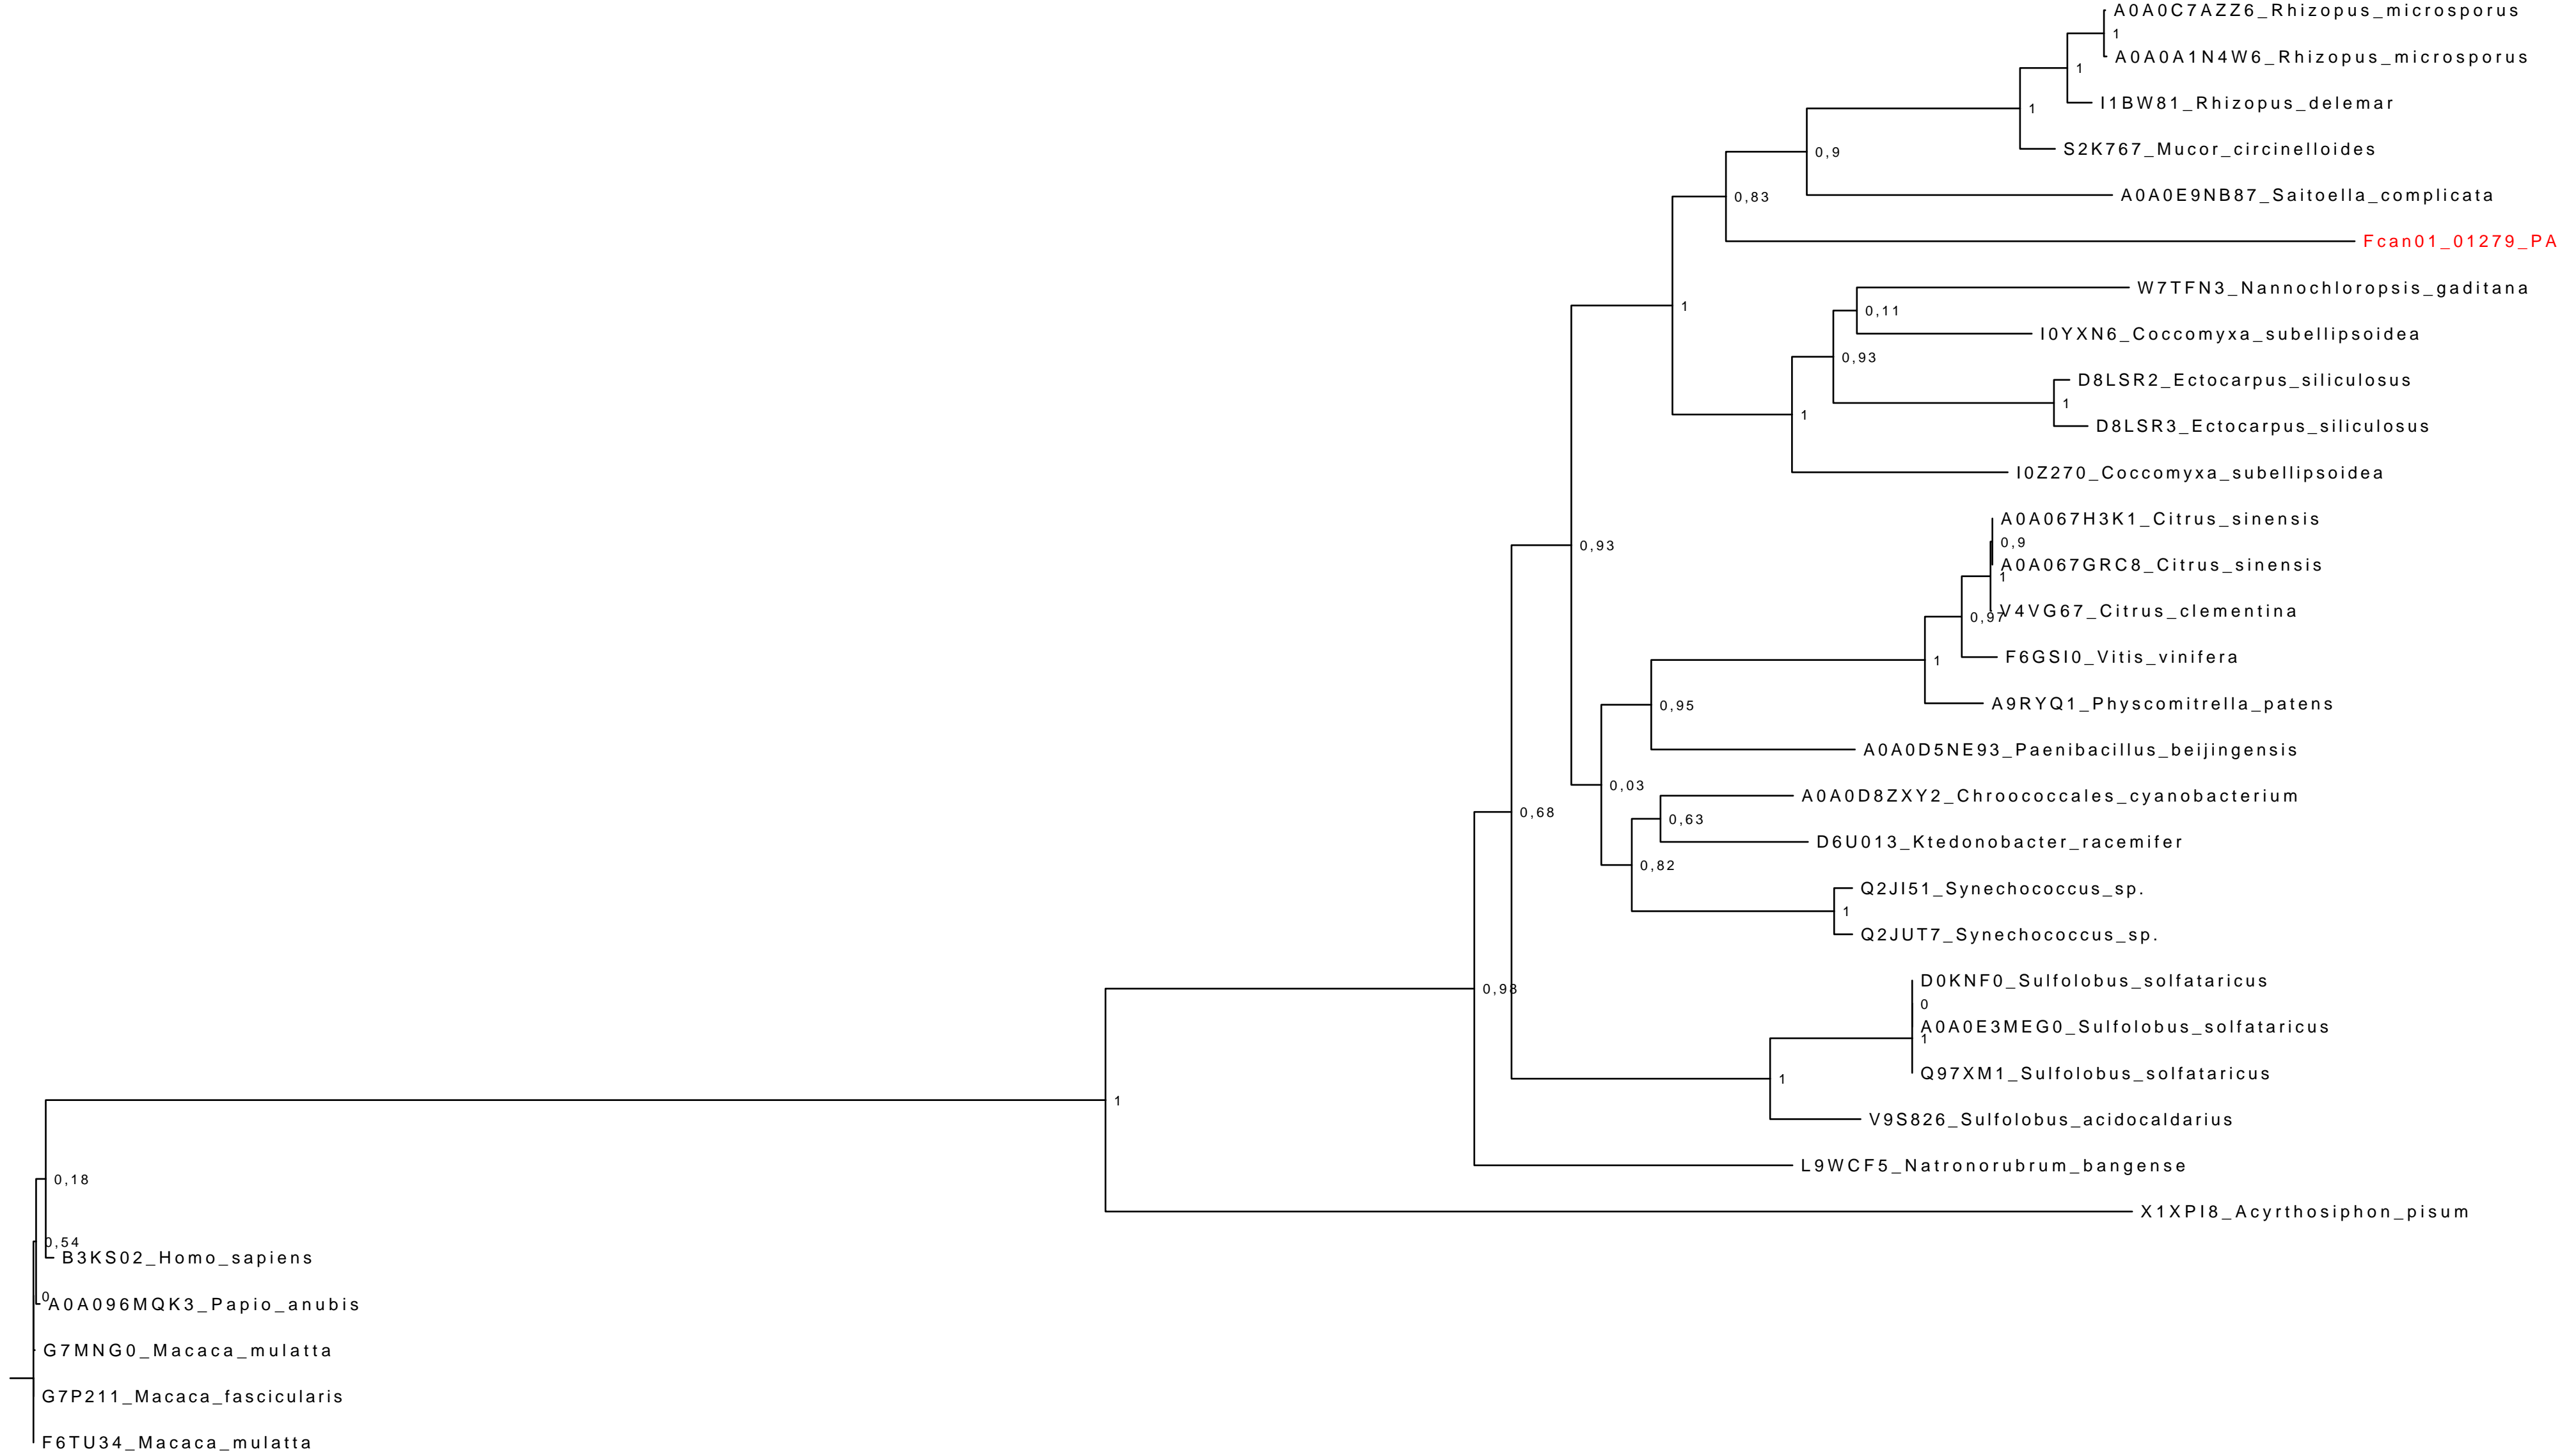 A0A0C7AZZ6_Rhizopus_microsporus
1
A0A0A1N4W6_Rhizopus_microsporus
1
I1BW81_Rhizopus_delemar
1
S2K767_Mucor_circinelloides
0,9
A0A0E9NB87_Saitoella_complicata
0,83
Fcan01_01279_PA
W7TFN3_Nannochloropsis_gaditana
1
0,11
I0YXN6_Coccomyxa_subellipsoidea
0,93
D8LSR2_Ectocarpus_siliculosus
1
1
D8LSR3_Ectocarpus_siliculosus
I0Z270_Coccomyxa_subellipsoidea
A0A067H3K1_Citrus_sinensis
0,93
0,9
A0A067GRC8_Citrus_sinensis
1
V4VG67_Citrus_clementina
0,97
F6GSI0_Vitis_vinifera
1
A9RYQ1_Physcomitrella_patens
0,95
A0A0D5NE93_Paenibacillus_beijingensis
0,03
A0A0D8ZXY2_Chroococcales_cyanobacterium
0,68
0,63
D6U013_Ktedonobacter_racemifer
0,82
Q2JI51_Synechococcus_sp.
1
Q2JUT7_Synechococcus_sp.
D0KNF0_Sulfolobus_solfataricus
0,98
0
A0A0E3MEG0_Sulfolobus_solfataricus
1
Q97XM1_Sulfolobus_solfataricus
1
1
V9S826_Sulfolobus_acidocaldarius
L9WCF5_Natronorubrum_bangense
0,18
X1XPI8_Acyrthosiphon_pisum
0,54
B3KS02_Homo_sapiens
0
A0A096MQK3_Papio_anubis
G7MNG0_Macaca_mulatta
G7P211_Macaca_fascicularis
F6TU34_Macaca_mulatta